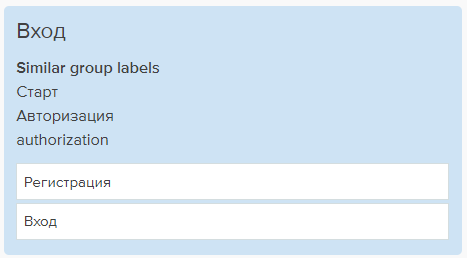 Вход
Similar group labels
Старт
Авторизация
authorization
Регистрация
Вход